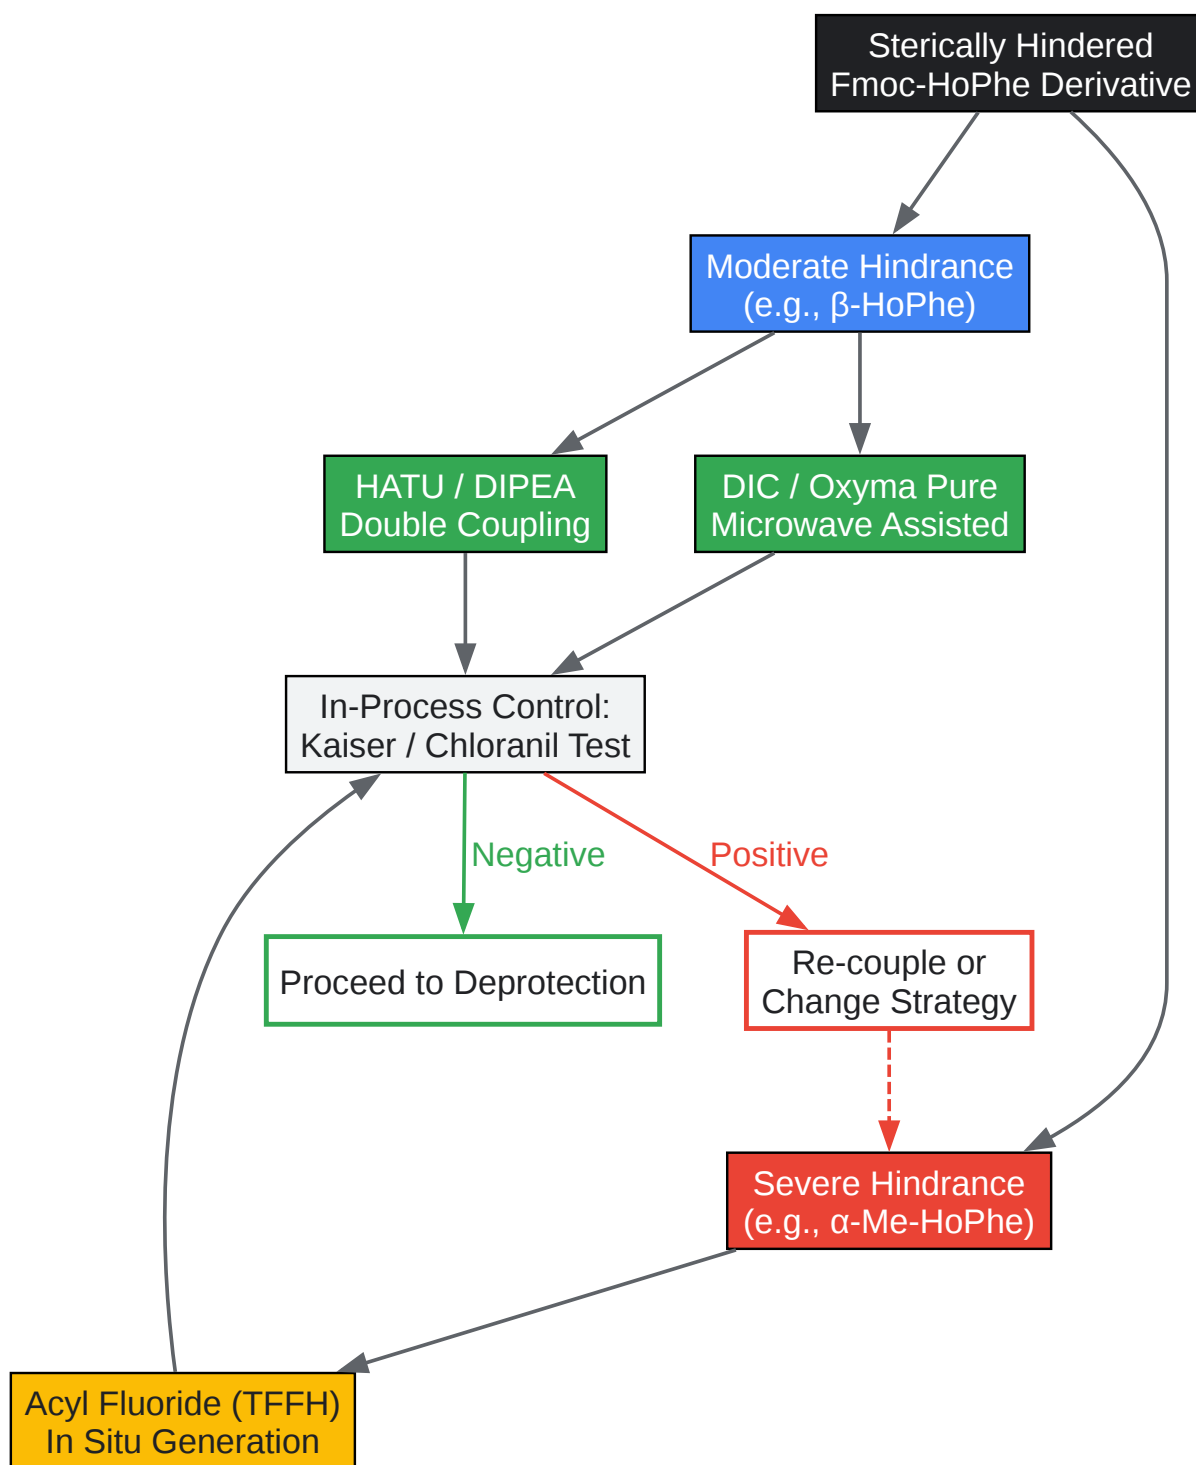 Sterically Hindered
Fmoc-HoPhe Derivative
Moderate Hindrance
(e.g., β-HoPhe)
HATU / DIPEA
Double Coupling
DIC / Oxyma Pure
Microwave Assisted
In-Process Control:
Kaiser / Chloranil Test
Negative
Positive
Proceed to Deprotection
Re-couple or
Change Strategy
Severe Hindrance
(e.g., α-Me-HoPhe)
Acyl Fluoride (TFFH)
In Situ Generation